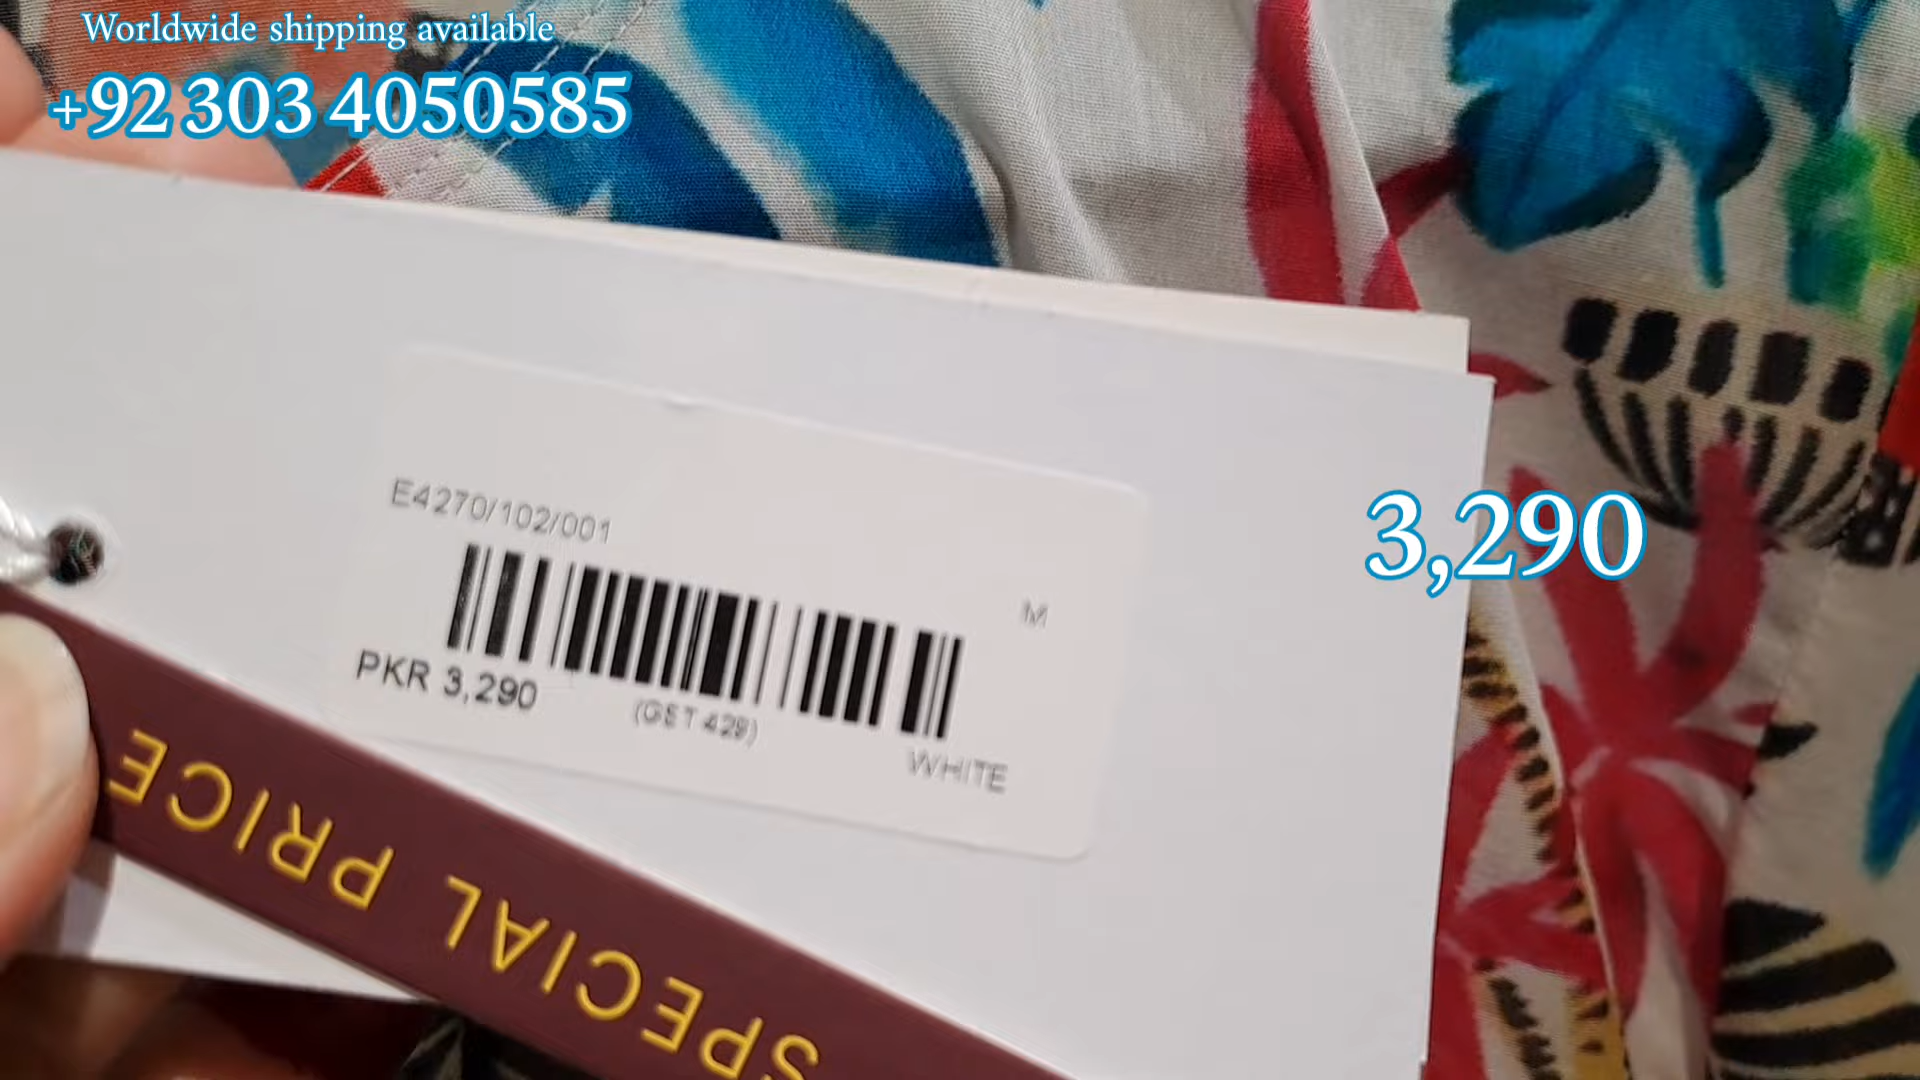 Worldwide shipping available
+92 303 4050585
E4270/102/001
M
PKR 3,290
(GST 429)
WHITE
3,290
SPECIAL PRICE